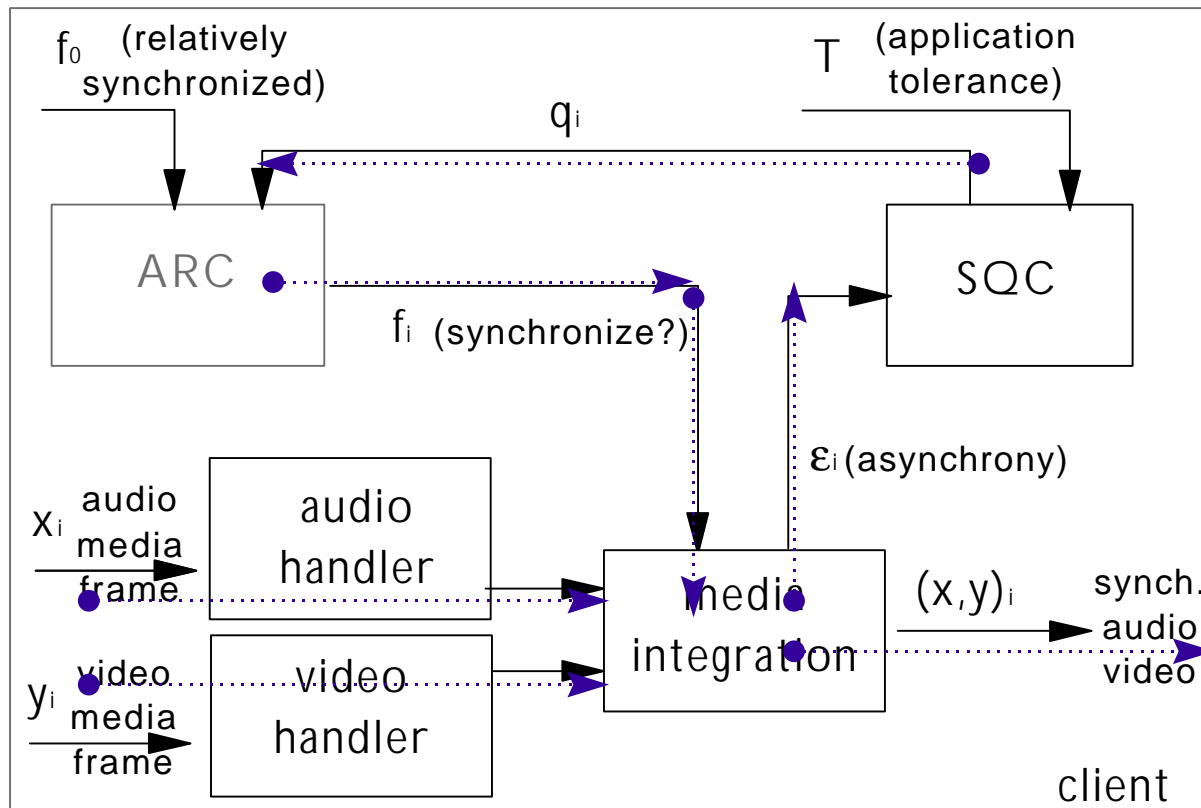 f0 (relatively
synchronized)
T (application
tolerance)
qi
ARC
SQC
fi (synchronize?)
εi (asynchrony)
xi audio
media
frame
audio
handler
yi video
media
frame
video
handler
media
integration
(x,y)i
synch.
audio
video
client